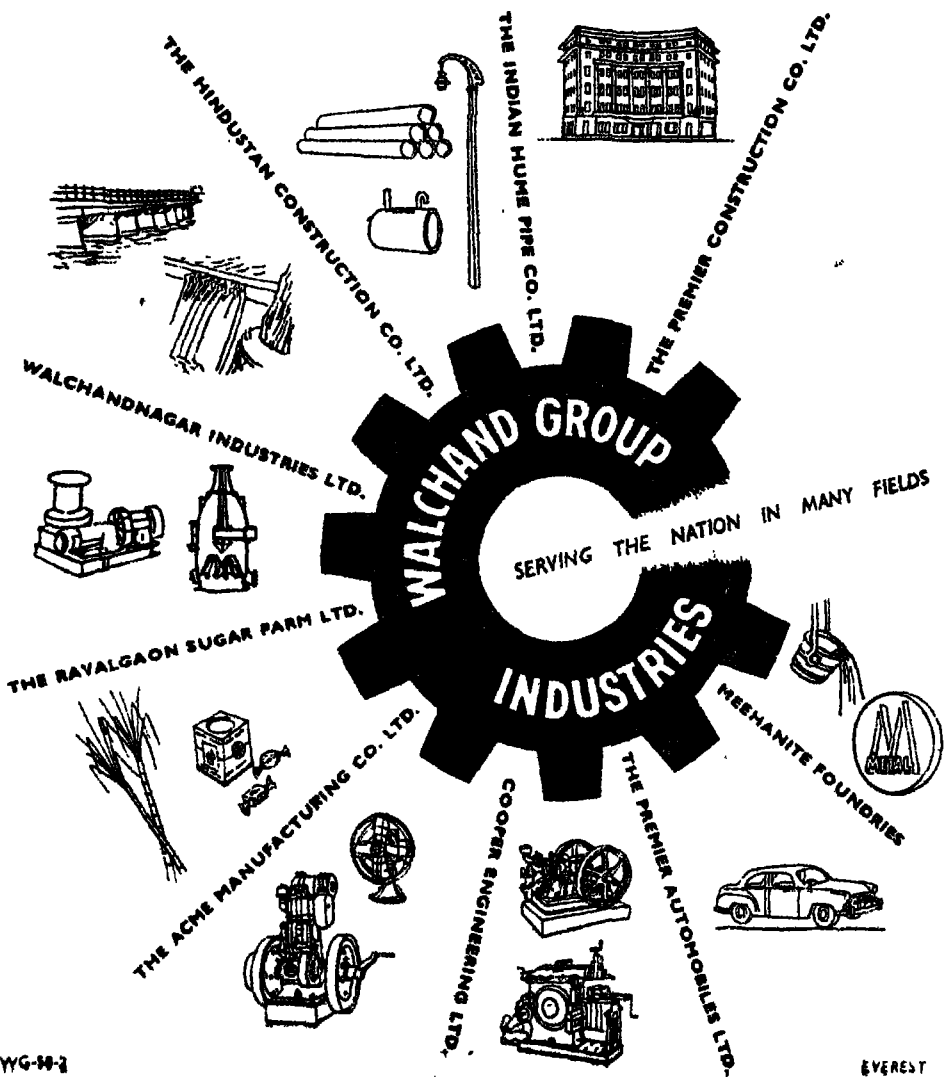 THE HINDUSTAN CONSTRUCTION CO. LTD.
THE INDIAN HUME PIPE CO. LTD.
THE PREMIER CONSTRUCTION CO. LTD.
WALCHANDNAGAR INDUSTRIES LTD.
WALCHAND GROUP
INDUSTRIES
SERVING THE NATION IN MANY FIELDS
THE RAVALGAON SUGAR FARM LTD.
THE ACME MANUFACTURING CO. LTD.
COOPER ENGINEERING LTD.
THE PREMIER AUTOMOBILES LTD.
MEEHANITE FOUNDRIES
M
METAL
EVEREST